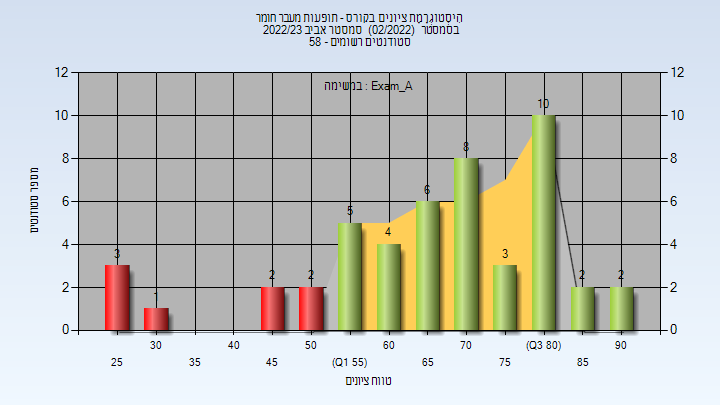 היסטוגרמת ציונים בקורס - תופעות מעבר חומר
בסמסטר (02/2022) סמסטר אביב 2022/23
סטודנטים רשומים - 58
במשימה : Exam_A
12 12
10 10
8 8
6 6
4 4
2 2
0 0
3 1 2 2 5 4 6 8 3 10 2 2
מספר סטודנטים
30 40 50 60 70 (Q3 80) 90
25 35 45 (Q1 55) 65 75 85
טווח ציונים